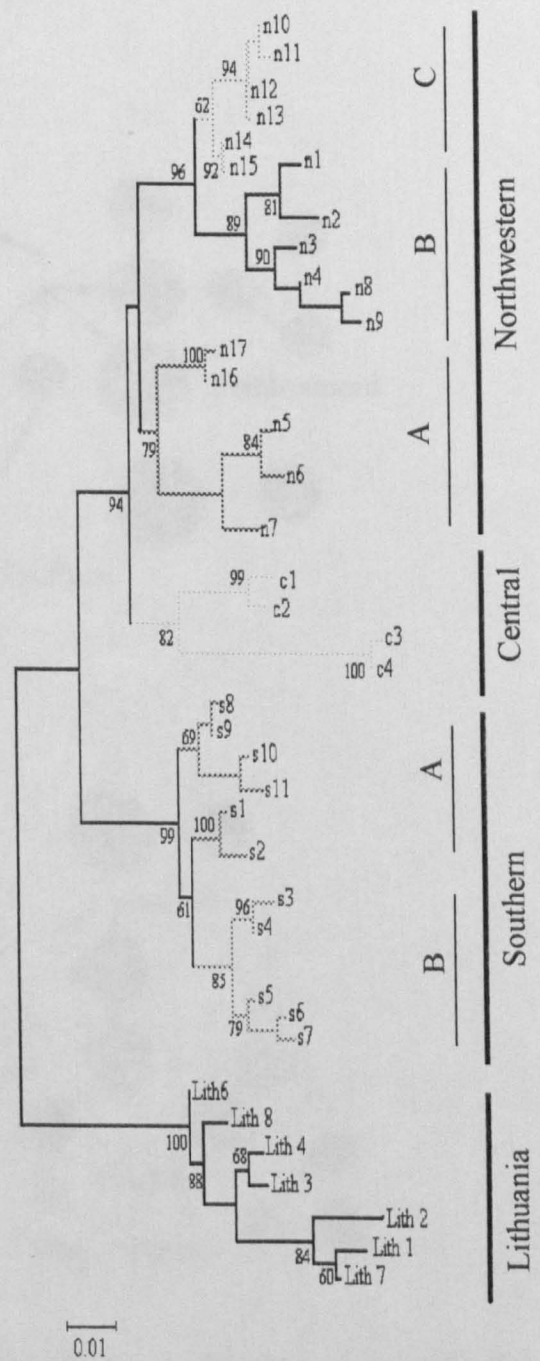 n10
n11
94
n12
62
n13
n14
92 n15
96
n1
81
n2
89
n3
90
n4
n8
n9
100 n17
n16
79
n5
84
n6
n7
94
99 c1
c2
82
c3
100 c4
s8
69 s9
s10
s11
99
s1
100
s2
61
96 s3
s4
85
s5
79 s6
s7
Lith6
100
Lith 8
88
Lith 4
68
Lith 3
Lith 2
84
Lith 1
60 Lith 7
0.01
C
B
A
Northwestern
Central
A
B
Southern
Lithuania